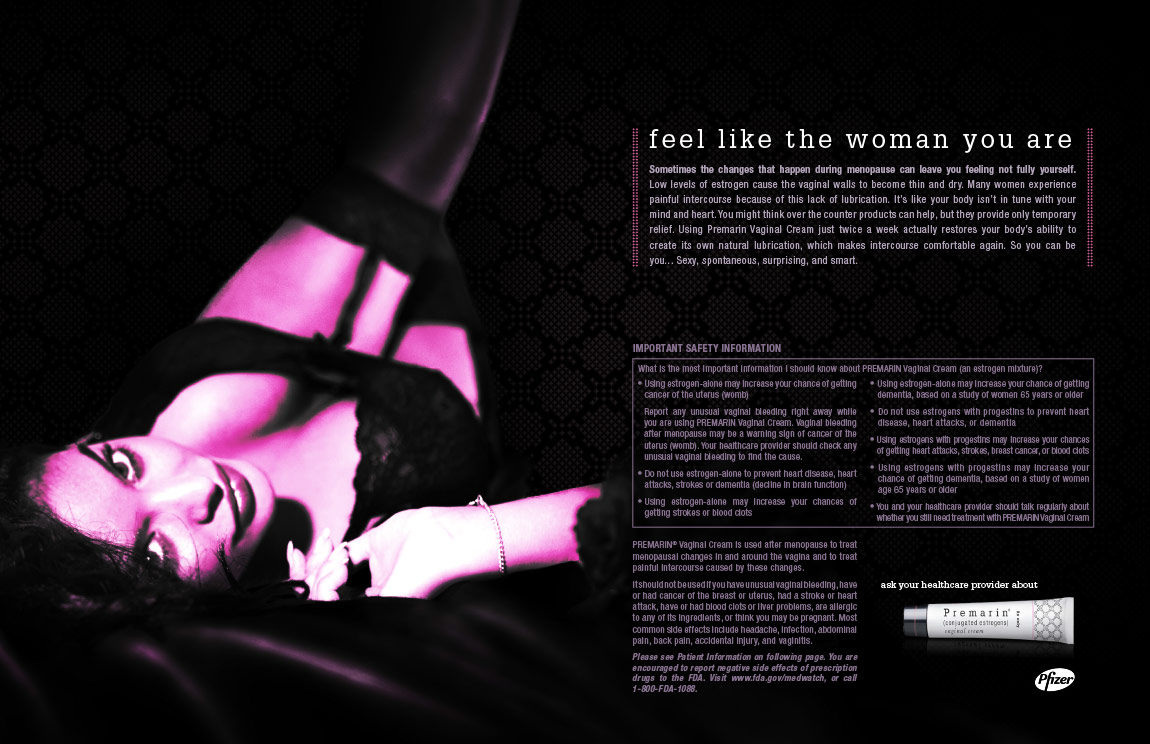 feel like the woman you are
Sometimes the changes that happen during menopause can leave you feeling not fully yourself.
Low levels of estrogen cause the vaginal walls to become thin and dry. Many women experience
painful intercourse because of this lack of lubrication. It's like your body isn't in tune with your
mind and heart. You might think over the counter products can help, but they provide only temporary
relief. Using Premarin Vaginal Cream just twice a week actually restores your body's ability to
create its own natural lubrication, which makes intercourse comfortable again. So you can be
you... Sexy, spontaneous, surprising, and smart.
IMPORTANT SAFETY INFORMATION
What is the most important information I should know about PREMARIN Vaginal Cream (an estrogen mixture)?
• Using estrogen-alone may increase your chance of getting
cancer of the uterus (womb)
Report any unusual vaginal bleeding right away while
you are using PREMARIN Vaginal Cream. Vaginal bleeding
after menopause may be a warning sign of cancer of the
uterus (womb). Your healthcare provider should check any
unusual vaginal bleeding to find the cause.
• Do not use estrogen-alone to prevent heart disease, heart
attacks, strokes or dementia (decline in brain function)
• Using estrogen-alone may increase your chances of
getting strokes or blood clots
• Using estrogen-alone may increase your chance of getting
dementia, based on a study of women 65 years or older
• Do not use estrogens with progestins to prevent heart
disease, heart attacks, or dementia
• Using estrogens with progestins may increase your chances
of getting heart attacks, strokes, breast cancer, or blood clots
• Using estrogens with progestins may increase your
chance of getting dementia, based on a study of women
age 65 years or older
• You and your healthcare provider should talk regularly about
whether you still need treatment with PREMARIN Vaginal Cream
PREMARIN® Vaginal Cream is used after menopause to treat
menopausal changes in and around the vagina and to treat
painful intercourse caused by these changes.
It should not be used if you have unusual vaginal bleeding, have
or had cancer of the breast or uterus, had a stroke or heart
attack, have or had blood clots or liver problems, are allergic
to any of its ingredients, or think you may be pregnant. Most
common side effects include headache, infection, abdominal
pain, back pain, accidental injury, and vaginitis.
Please see Patient Information on following page. You are
encouraged to report negative side effects of prescription
drugs to the FDA. Visit www.fda.gov/medwatch, or call
1-800-FDA-1088.
ask your healthcare provider about
Premarin®
(conjugated estrogens)
vaginal cream
Pfizer